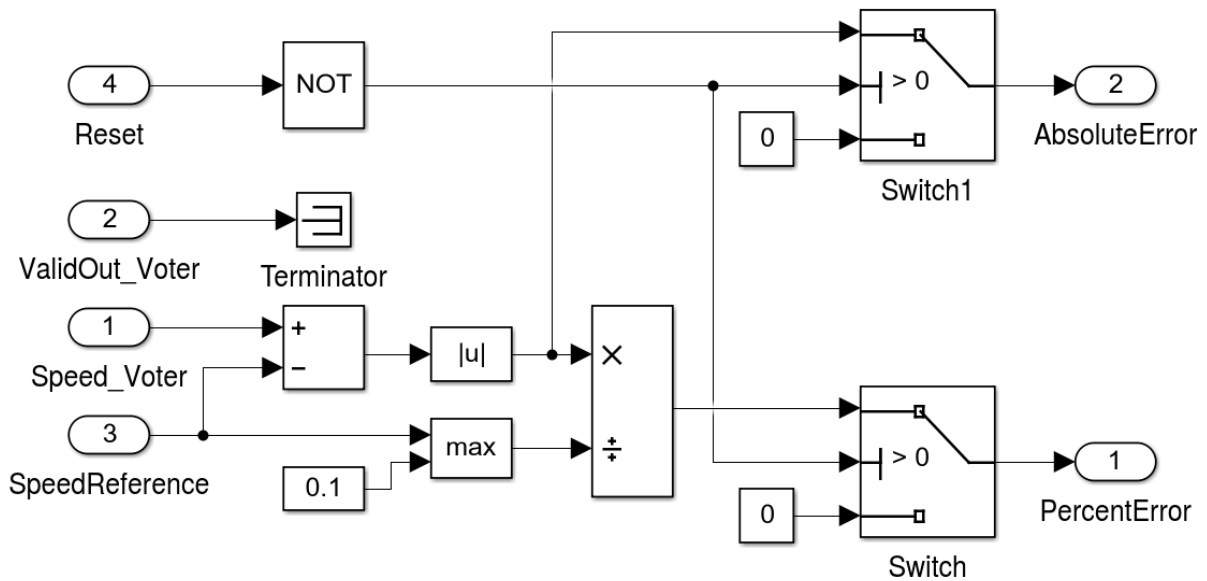 4
NOT
> 0
2
Reset
0
AbsoluteError
Switch1
2
ValidOut_Voter
Terminator
1
+
−
Speed_Voter
|u|
×
3
max
÷
SpeedReference
0.1
> 0
1
0
PercentError
Switch